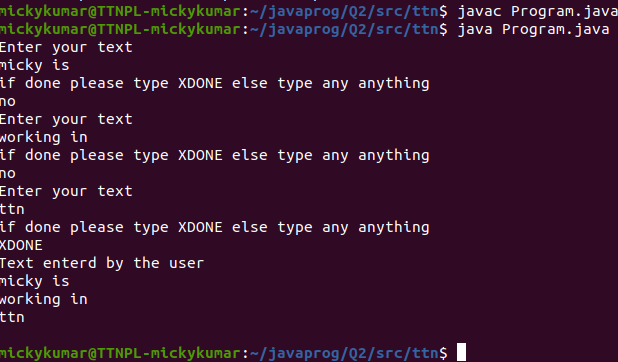 mickykumar@TTNPL-mickykumar:~/javaprog/Q2/src/ttn$ javac Program.java
mickykumar@TTNPL-mickykumar:~/javaprog/Q2/src/ttn$ java Program.java
Enter your text
micky is
if done please type XDONE else type any anything
no
Enter your text
working in
if done please type XDONE else type any anything
no
Enter your text
ttn
if done please type XDONE else type any anything
XDONE
Text enterd by the user
micky is
working in
ttn
mickykumar@TTNPL-mickykumar:~/javaprog/Q2/src/ttn$